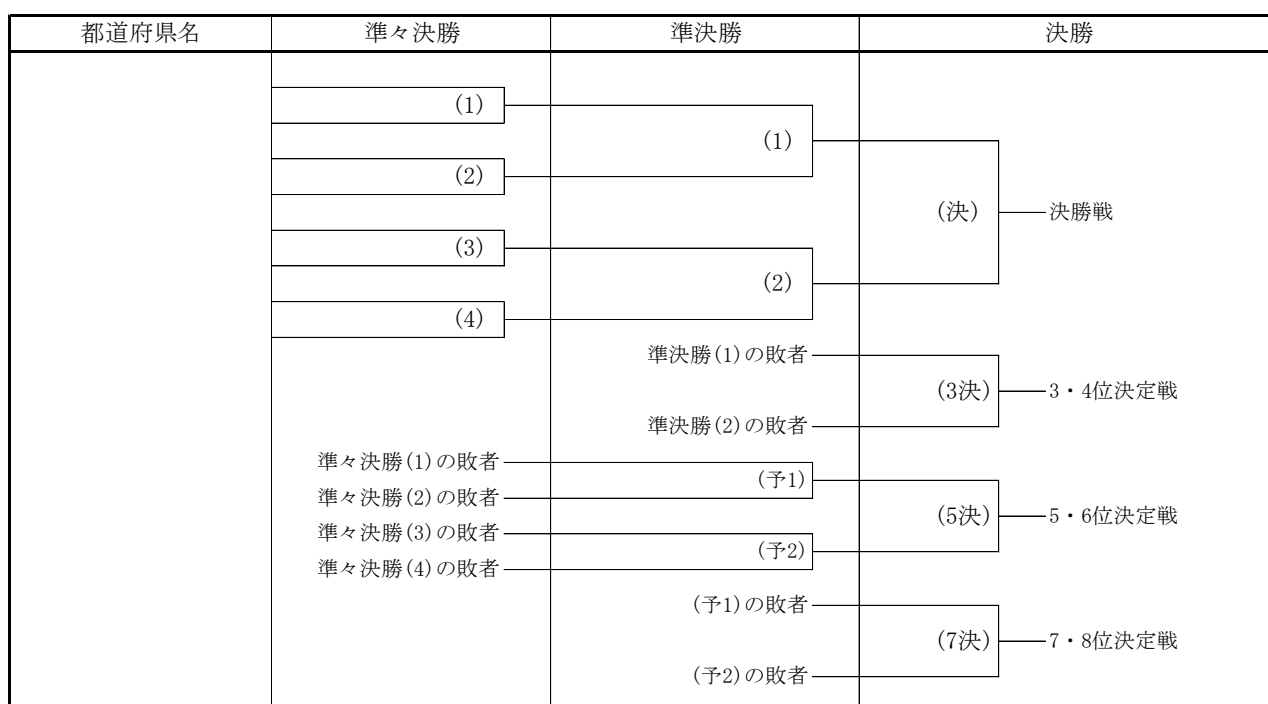 都道府県名 準々決勝 準決勝 決勝
(1)
(1)
(2)
(決) 決勝戦
(3)
(2)
(4)
準決勝(1)の敗者
(3決) 3・4位決定戦
準決勝(2)の敗者
準々決勝(1)の敗者
(予1)
準々決勝(2)の敗者
(5決) 5・6位決定戦
準々決勝(3)の敗者
(予2)
準々決勝(4)の敗者
(予1)の敗者
(7決) 7・8位決定戦
(予2)の敗者